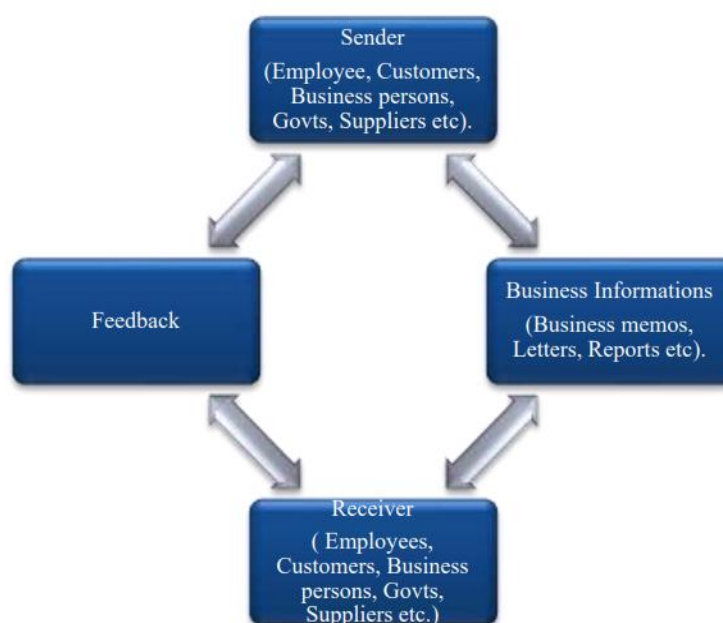 Sender
(Employee, Customers,
Business persons,
Govts, Suppliers etc).
Feedback
Business Informations
(Business memos,
Letters, Reports etc).
Receiver
( Employees,
Customers, Business
persons, Govts,
Suppliers etc.)